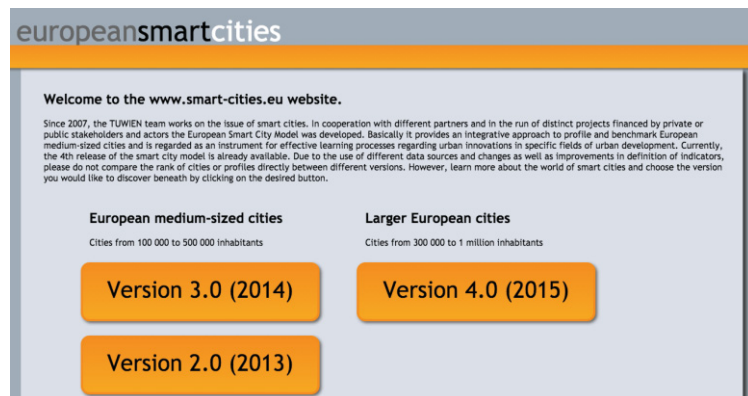 europeansmartcities
Welcome to the www.smart-cities.eu website.
Since 2007, the TUWIEN team works on the issue of smart cities. In cooperation with different partners and in the run of distinct projects financed by private or
public stakeholders and actors the European Smart City Model was developed. Basically it provides an integrative approach to profile and benchmark European
medium-sized cities and is regarded as an instrument for effective learning processes regarding urban innovations in specific fields of urban development. Currently,
the 4th release of the smart city model is already available. Due to the use of different data sources and changes as well as improvements in definition of indicators,
please do not compare the rank of cities or profiles directly between different versions. However, learn more about the world of smart cities and choose the version
you would like to discover beneath by clicking on the desired button.
European medium-sized cities
Cities from 100 000 to 500 000 inhabitants
Version 3.0 (2014)
Version 2.0 (2013)
Larger European cities
Cities from 300 000 to 1 million inhabitants
Version 4.0 (2015)